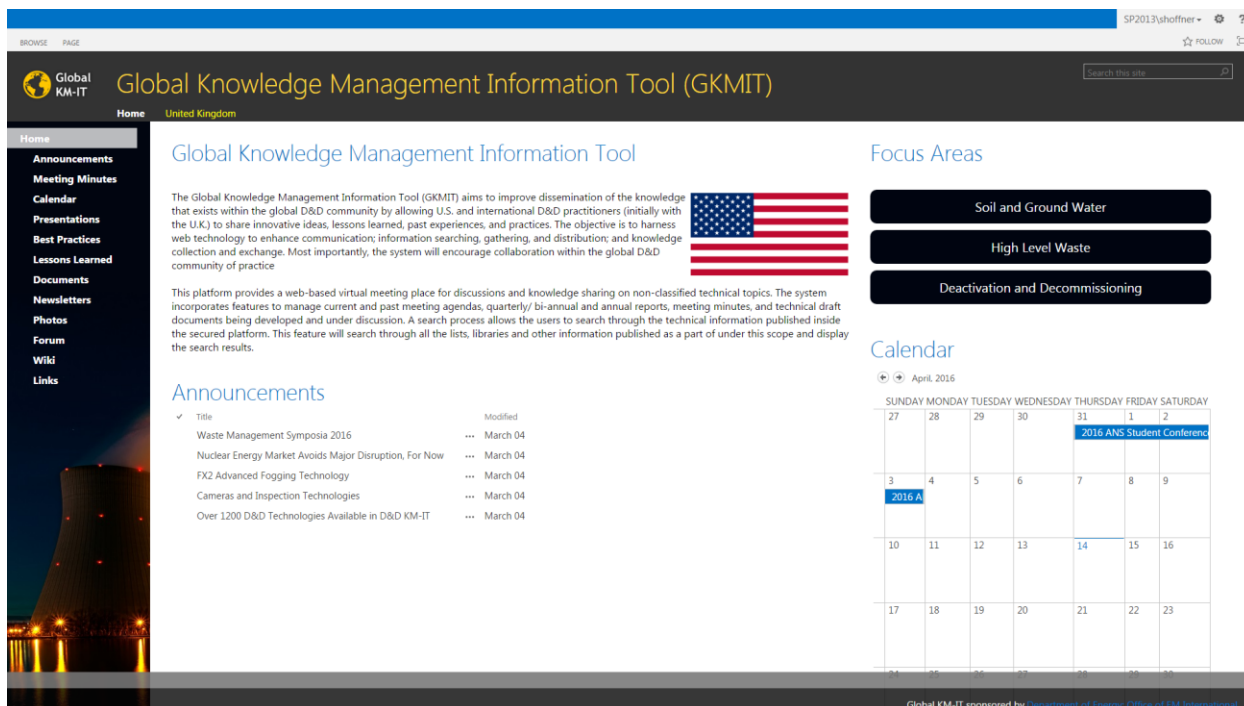 SP2013\shoffner
?
BROWSE PAGE
FOLLOW
Global
KM-IT
Global Knowledge Management Information Tool (GKMIT)
Search this site
Home United Kingdom
Home
Announcements
Meeting Minutes
Calendar
Presentations
Best Practices
Lessons Learned
Documents
Newsletters
Photos
Forum
Wiki
Links
Global Knowledge Management Information Tool
The Global Knowledge Management Information Tool (GKMIT) aims to improve dissemination of the knowledge
that exists within the global D&D community by allowing U.S. and international D&D practitioners (initially with
the U.K.) to share innovative ideas, lessons learned, past experiences, and practices. The objective is to harness
web technology to enhance communication; information searching, gathering, and distribution; and knowledge
collection and exchange. Most importantly, the system will encourage collaboration within the global D&D
community of practice
This platform provides a web-based virtual meeting place for discussions and knowledge sharing on non-classified technical topics. The system
incorporates features to manage current and past meeting agendas, quarterly/ bi-annual and annual reports, meeting minutes, and technical draft
documents being developed and under discussion. A search process allows the users to search through the technical information published inside
the secured platform. This feature will search through all the lists, libraries and other information published as a part of under this scope and display
the search results.
Announcements
✓ Title Modified
Waste Management Symposia 2016 ... March 04
Nuclear Energy Market Avoids Major Disruption, For Now ... March 04
FX2 Advanced Fogging Technology ... March 04
Cameras and Inspection Technologies ... March 04
Over 1200 D&D Technologies Available in D&D KM-IT ... March 04
Focus Areas
Soil and Ground Water
High Level Waste
Deactivation and Decommissioning
Calendar
April, 2016
SUNDAY MONDAY TUESDAY WEDNESDAY THURSDAY FRIDAY SATURDAY
27 28 29 30 31 1 2
2016 ANS Student Conferenc
3 4 5 6 7 8 9
2016 A
10 11 12 13 14 15 16
17 18 19 20 21 22 23
24 25 26 27 28 29 30
Global KM-IT sponsored by Department of Energy Office of EM International